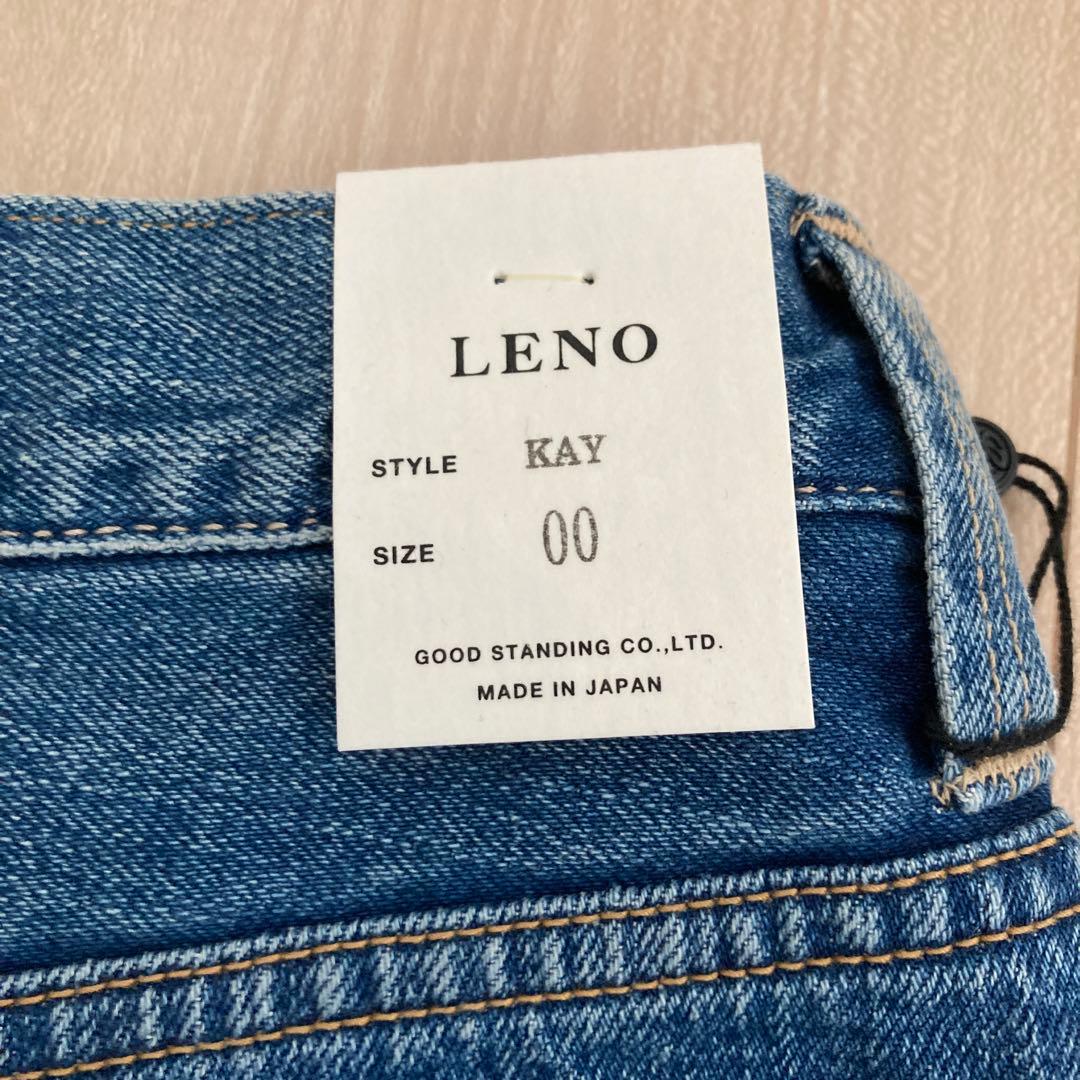 LENO
STYLE KAY
SIZE 00
GOOD STANDING CO.,LTD.
MADE IN JAPAN